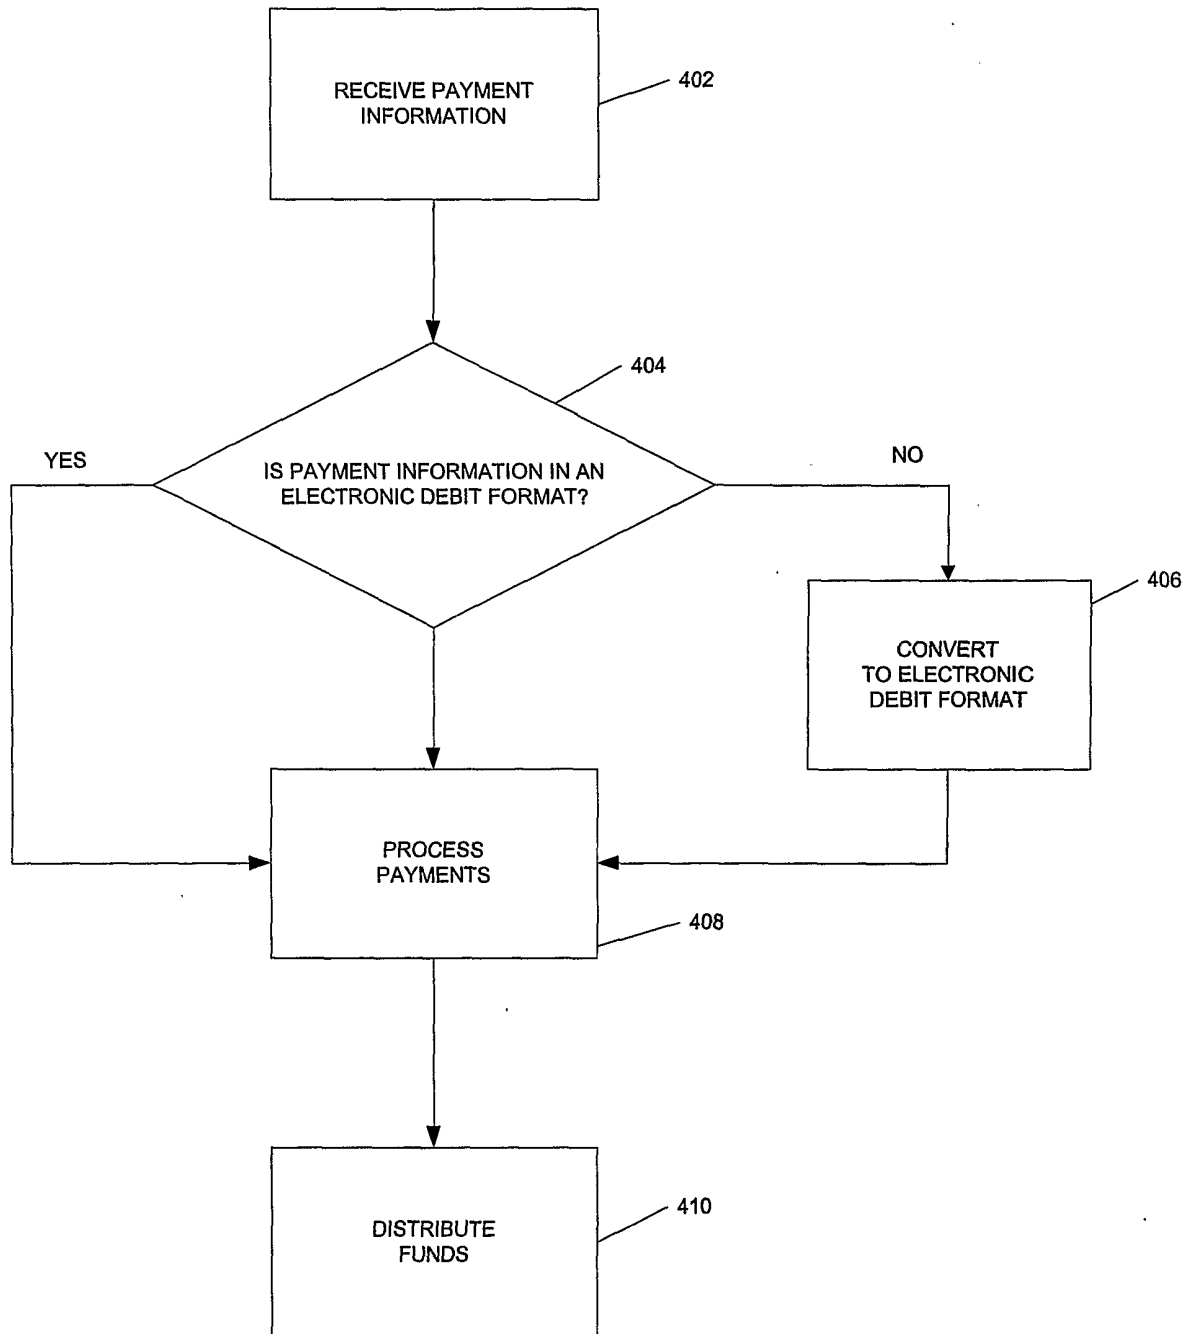 RECEIVE PAYMENT
INFORMATION
402
404
YES
IS PAYMENT INFORMATION IN AN
ELECTRONIC DEBIT FORMAT?
NO
406
CONVERT
TO ELECTRONIC
DEBIT FORMAT
PROCESS
PAYMENTS
408
DISTRIBUTE
FUNDS
410